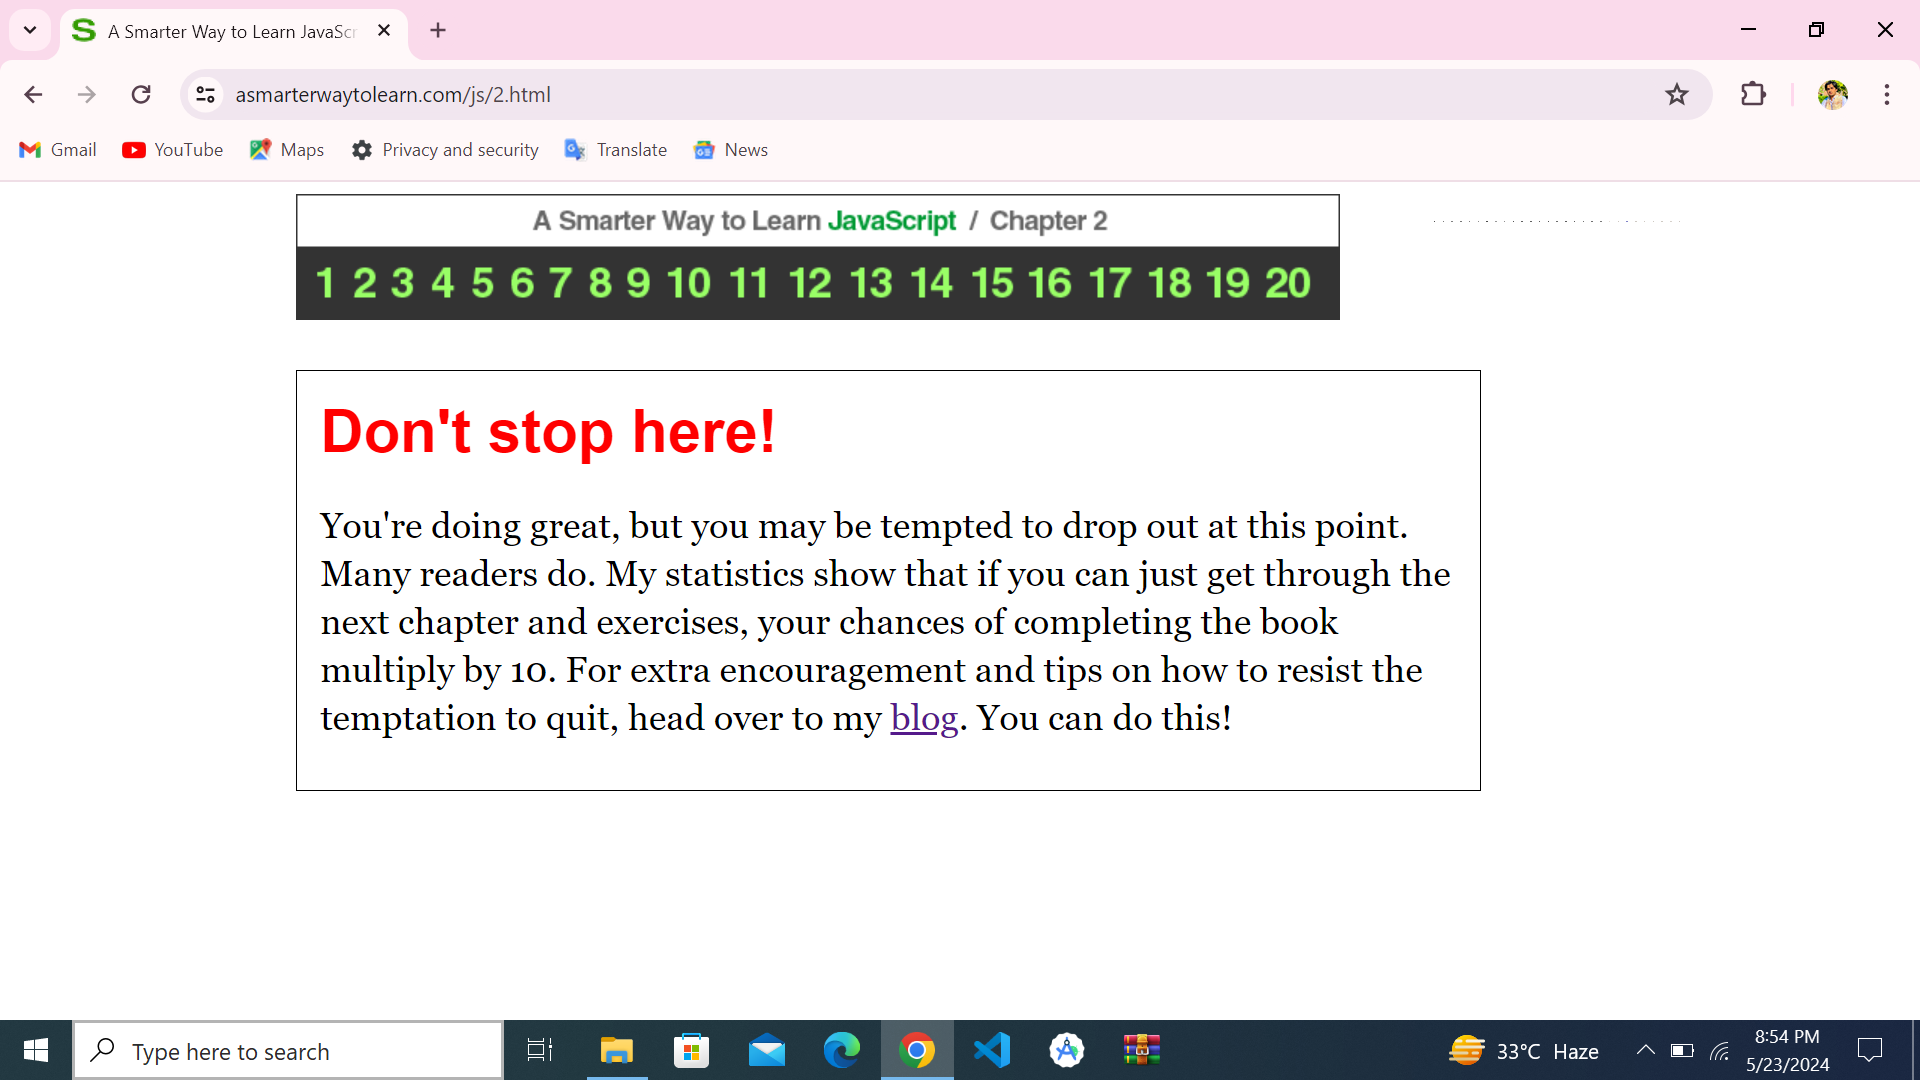 A Smarter Way to Learn JavaScr
asmarterwaytolearn.com/js/2.html
Gmail YouTube Maps Privacy and security Translate News
A Smarter Way to Learn JavaScript / Chapter 2
1 2 3 4 5 6 7 8 9 10 11 12 13 14 15 16 17 18 19 20
Don't stop here!
You're doing great, but you may be tempted to drop out at this point.
Many readers do. My statistics show that if you can just get through the
next chapter and exercises, your chances of completing the book
multiply by 10. For extra encouragement and tips on how to resist the
temptation to quit, head over to my blog. You can do this!
Type here to search
33°C Haze
8:54 PM
5/23/2024